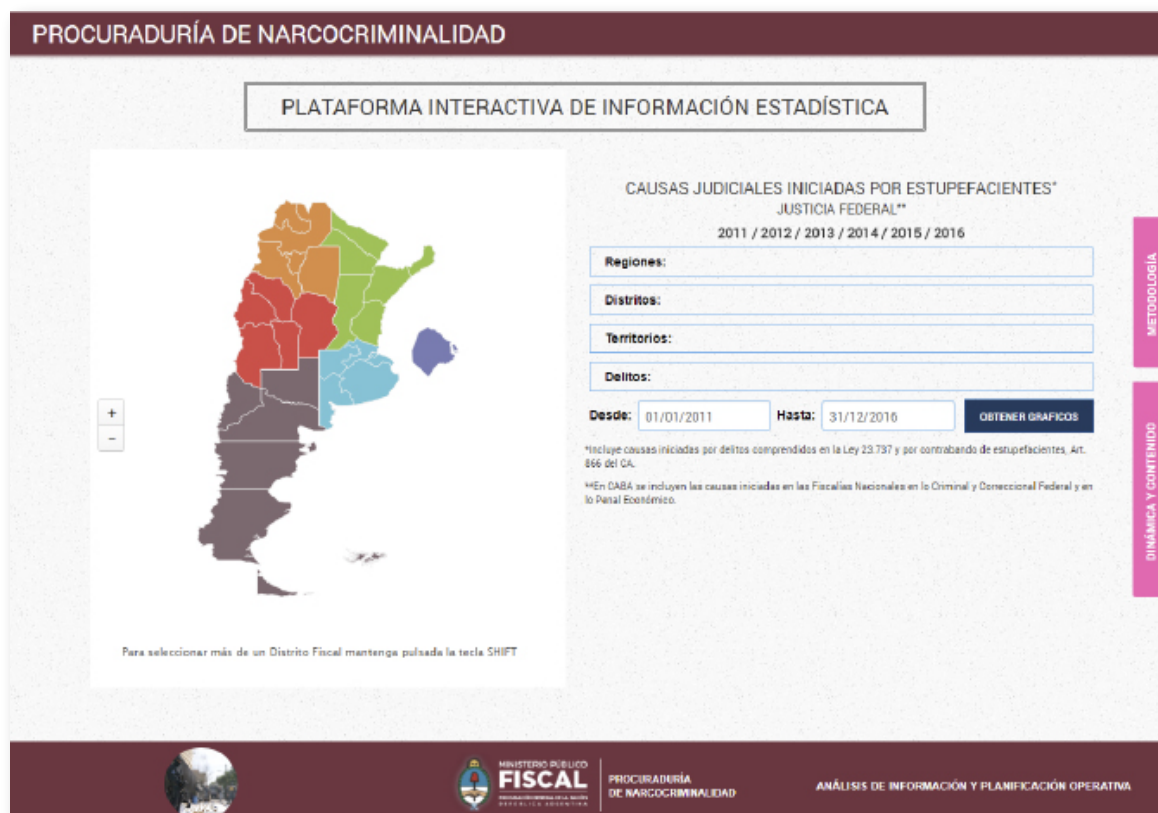 PROCURADURÍA DE NARCOCRIMINALIDAD
PLATAFORMA INTERACTIVA DE INFORMACIÓN ESTADÍSTICA
CAUSAS JUDICIALES INICIADAS POR ESTUPEFACIENTES*
JUSTICIA FEDERAL**
2011 / 2012 / 2013 / 2014 / 2015 / 2016
Regiones:
Distritos:
Territorios:
Delitos:
Desde: 01/01/2011 Hasta: 31/12/2016 OBTENER GRAFICOS
*Incluye causas iniciadas por delitos comprendidos en la Ley 23.737 y por contrabando de estupefacientes, Art.
866 del CA.
**En CABA se incluyen las causas iniciadas en las Fiscalías Nacionales en lo Criminal y Correccional Federal y en
lo Penal Económico.
METODOLOGÍA
DINÁMICA Y CONTENIDO
+
−
Para seleccionar más de un Distrito Fiscal mantenga pulsada la tecla SHIFT
MINISTERIO PÚBLICO
FISCAL
PROCURACIÓN GENERAL DE LA NACIÓN
REPÚBLICA ARGENTINA
PROCURADURÍA
DE NARCOCRIMINALIDAD
ANÁLISIS DE INFORMACIÓN Y PLANIFICACIÓN OPERATIVA